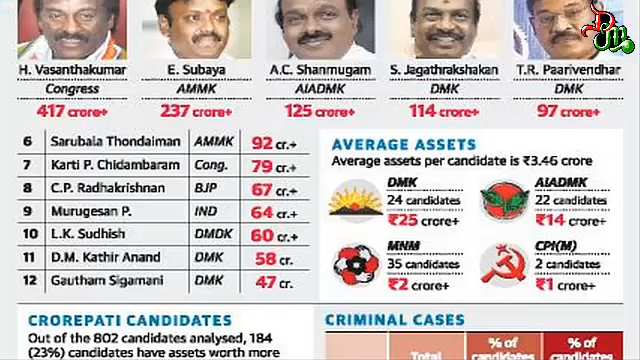 H. Vasanthakumar
Congress
417 crore+
E. Subaya
AMMK
237 crore+
A.C. Shanmugam
AIADMK
125 crore+
S. Jagathrakshakan
DMK
114 crore+
T.R. Paarivendhar
DMK
97 crore+
6 Sarubala Thondaiman AMMK 92 cr.+
7 Karti P. Chidambaram Cong. 79 cr.+
8 C.P. Radhakrishnan BJP 67 cr.+
9 Murugesan P. IND 64 cr.+
10 L.K. Sudhish DMDK 60 cr.+
11 D.M. Kathir Anand DMK 58 cr.
12 Gautham Sigamani DMK 47 cr.
AVERAGE ASSETS
Average assets per candidate is ₹3.46 crore
DMK
24 candidates
₹25 crore+
AIADMK
22 candidates
₹14 crore+
MNM
35 candidates
₹2 crore+
CPI(M)
2 candidates
₹1 crore+
CROREPATI CANDIDATES
Out of the 802 candidates analysed, 184
(23%) candidates have assets worth more
CRIMINAL CASES
Total
% of
candidates
% of
candidates